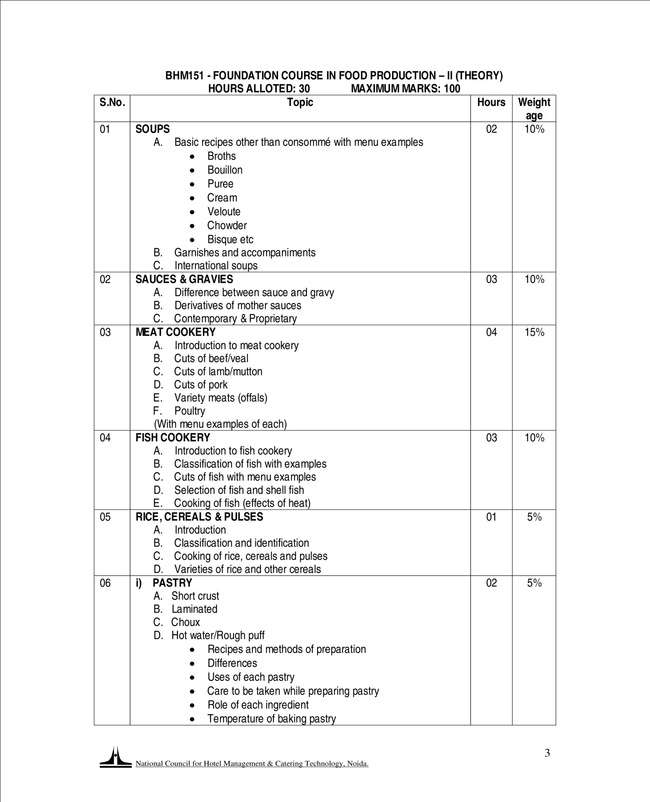 BHM151 - FOUNDATION COURSE IN FOOD PRODUCTION – II (THEORY)
HOURS ALLOTED: 30 MAXIMUM MARKS: 100
S.No. Topic Hours Weight
age
01 SOUPS 02 10%
A. Basic recipes other than consommé with menu examples
• Broths
• Bouillon
• Puree
• Cream
• Veloute
• Chowder
• Bisque etc
B. Garnishes and accompaniments
C. International soups
02 SAUCES & GRAVIES 03 10%
A. Difference between sauce and gravy
B. Derivatives of mother sauces
C. Contemporary & Proprietary
03 MEAT COOKERY 04 15%
A. Introduction to meat cookery
B. Cuts of beef/veal
C. Cuts of lamb/mutton
D. Cuts of pork
E. Variety meats (offals)
F. Poultry
(With menu examples of each)
04 FISH COOKERY 03 10%
A. Introduction to fish cookery
B. Classification of fish with examples
C. Cuts of fish with menu examples
D. Selection of fish and shell fish
E. Cooking of fish (effects of heat)
05 RICE, CEREALS & PULSES 01 5%
A. Introduction
B. Classification and identification
C. Cooking of rice, cereals and pulses
D. Varieties of rice and other cereals
06 i) PASTRY 02 5%
A. Short crust
B. Laminated
C. Choux
D. Hot water/Rough puff
• Recipes and methods of preparation
• Differences
• Uses of each pastry
• Care to be taken while preparing pastry
• Role of each ingredient
• Temperature of baking pastry
3
National Council for Hotel Management & Catering Technology, Noida.